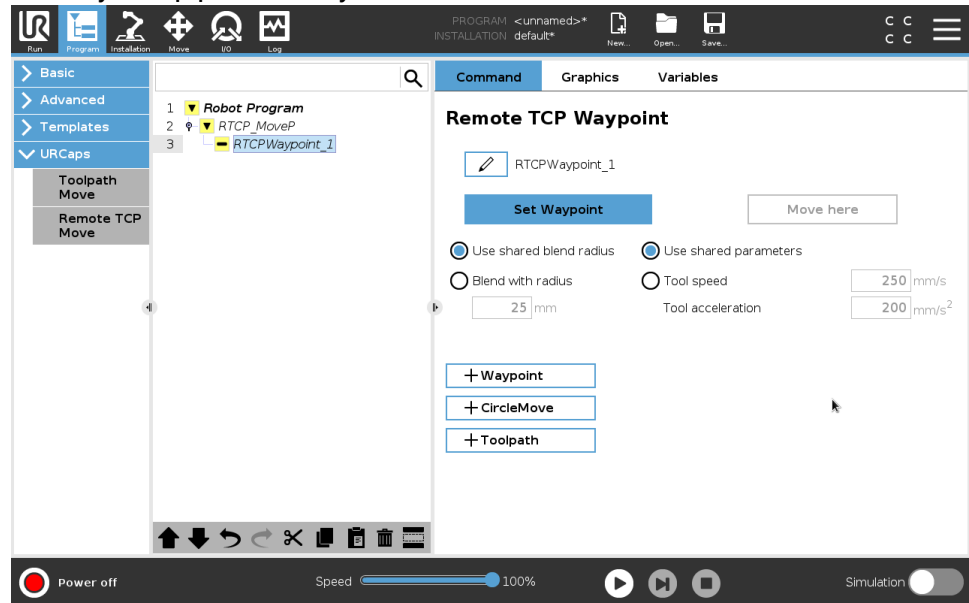 PROGRAM <unnamed>*
INSTALLATION default*
UR
Run
Program
Installation
Move
I/O
Log
New...
Open...
Save...
C C
C C
Basic
Advanced
Templates
URCaps
Toolpath
Move
Remote TCP
Move
1 Robot Program
2 RTCP_MoveP
3 RTCPWaypoint_1
Command Graphics Variables
Remote TCP Waypoint
RTCPWaypoint_1
Set Waypoint Move here
Use shared blend radius Use shared parameters
Blend with radius Tool speed 250 mm/s
25 mm Tool acceleration 200 mm/s²
+Waypoint
+CircleMove
+Toolpath
Power off Speed 100% Simulation